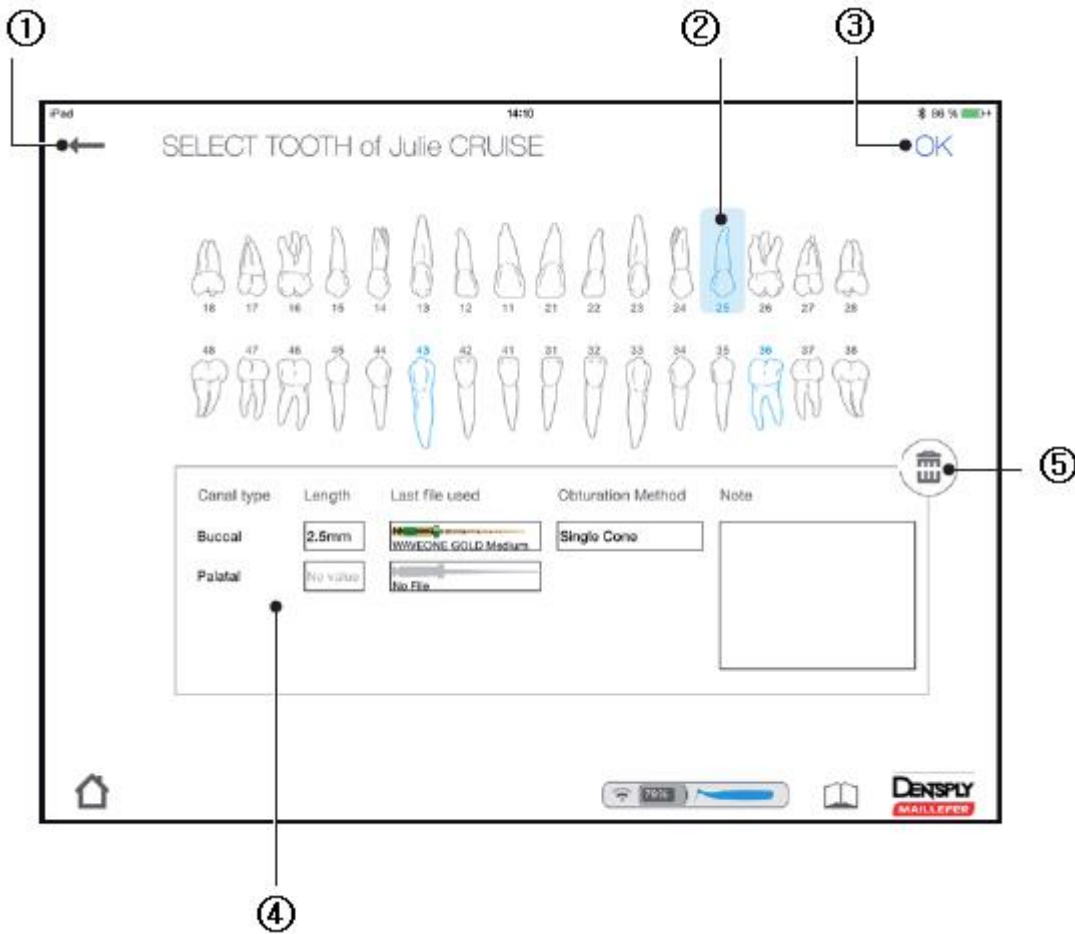 ① ② ③
iPad 14:10 96 %
SELECT TOOTH of Julie CRUISE OK
18 17 16 15 14 13 12 11 21 22 23 24 25 26 27 28
48 47 46 45 44 43 42 41 31 32 33 34 35 36 37 38
⑤
Canal type Length Last file used Obturation Method Note
Buccal 2.5mm WAVEONE GOLD Medium Single Cone
Palatal No value No File
79%
DENTSPLY
MAILLEFER
④